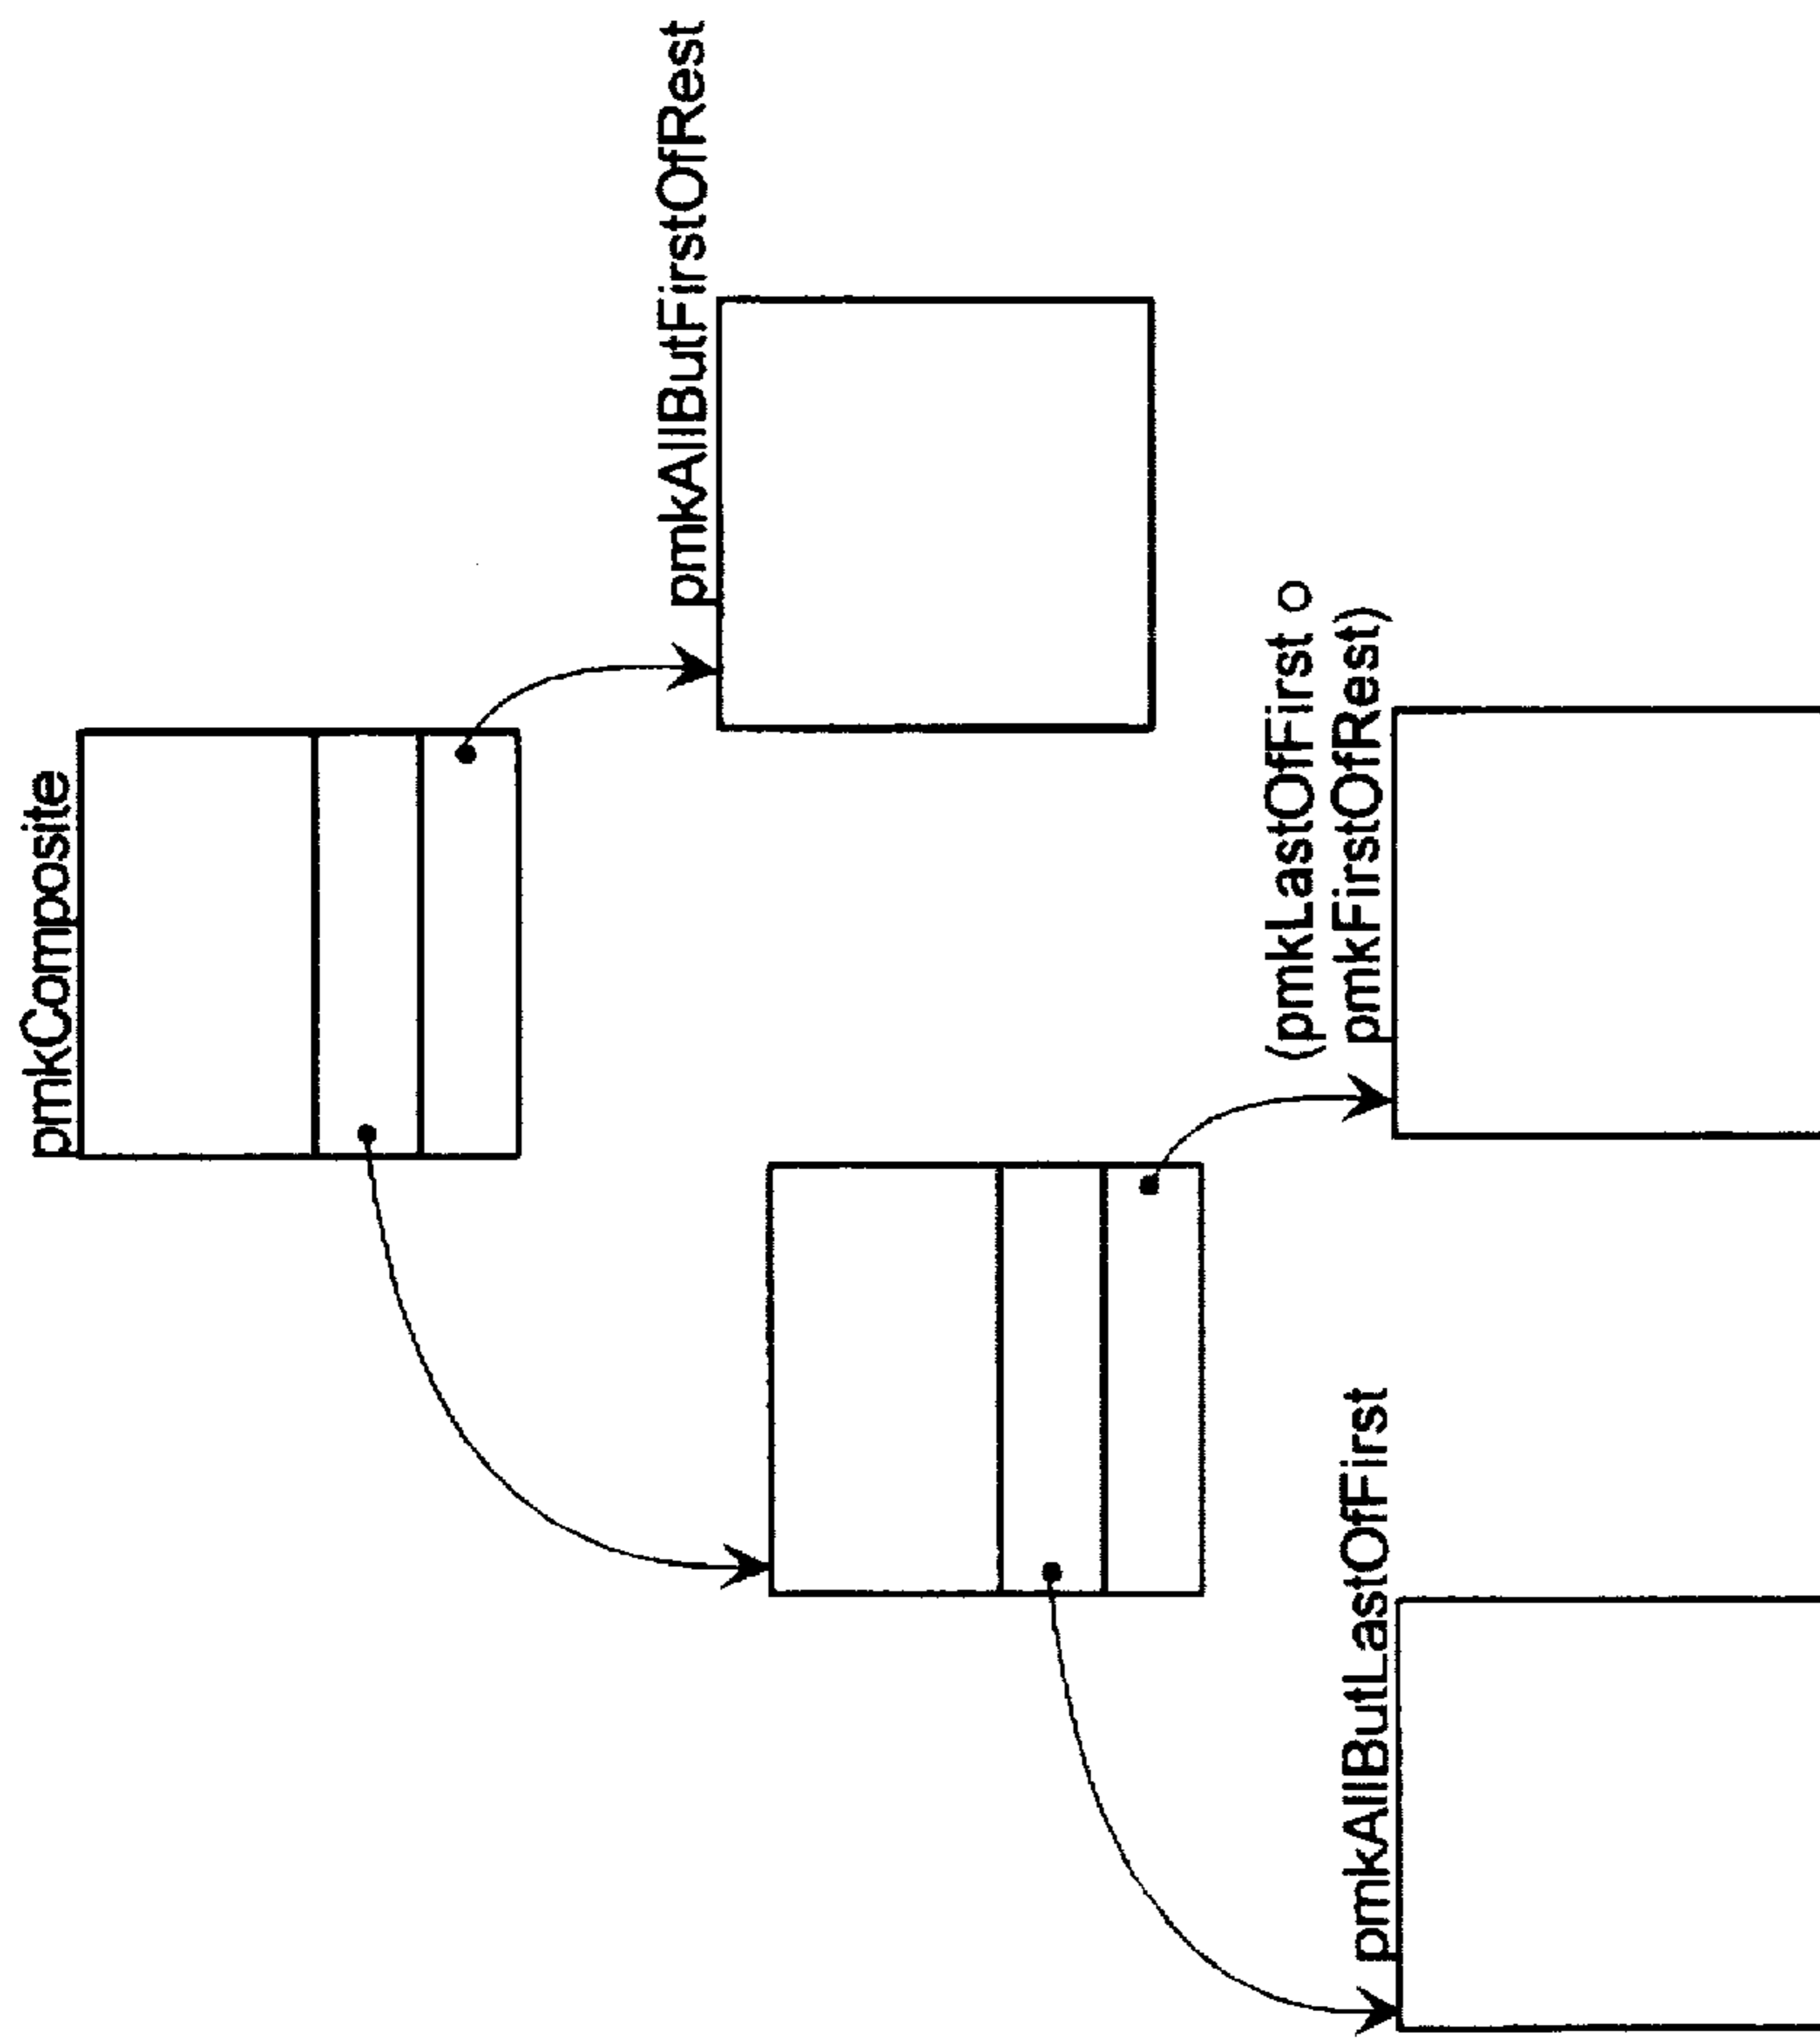 pmkComposite
pmkAllButFirstOfRest
(pmkLastOfFirst o
pmkFirstOfRest)
pmkAllButLastOfFirst